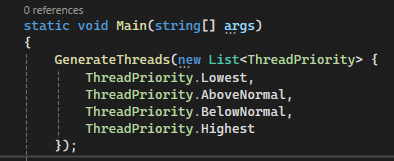 0 references
static void Main(string[] args)
{
    GenerateThreads(new List<ThreadPriority> {
        ThreadPriority.Lowest,
        ThreadPriority.AboveNormal,
        ThreadPriority.BelowNormal,
        ThreadPriority.Highest
    });